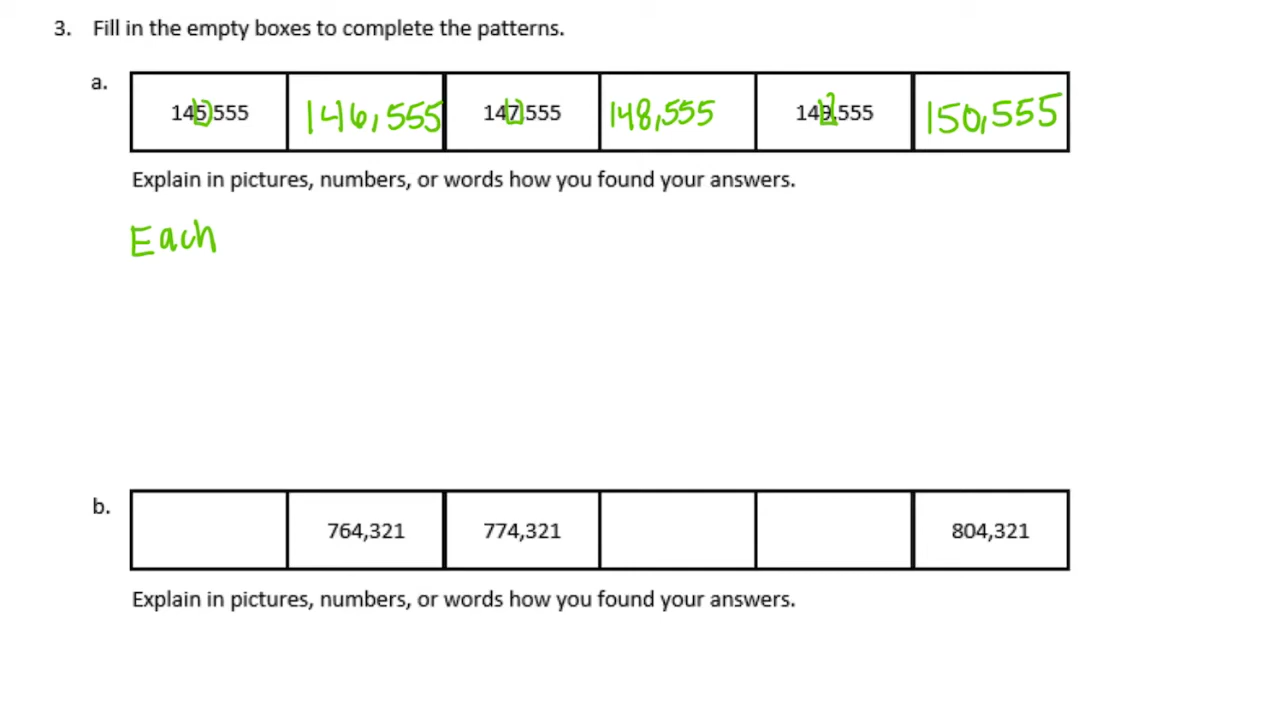 3. Fill in the empty boxes to complete the patterns.
a. 145,555 146,555 147,555 148,555 149,555 150,555
Explain in pictures, numbers, or words how you found your answers.
Each
b. 764,321 774,321 804,321
Explain in pictures, numbers, or words how you found your answers.